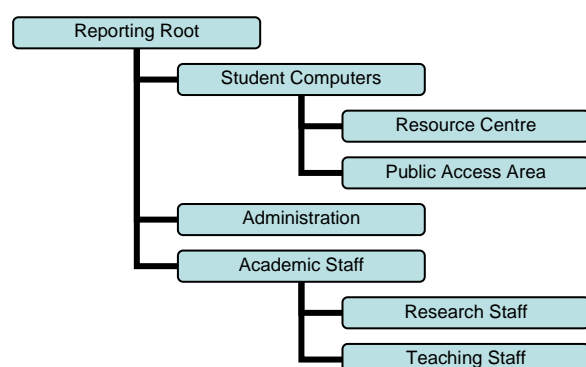 Reporting Root
Student Computers
Resource Centre
Public Access Area
Administration
Academic Staff
Research Staff
Teaching Staff